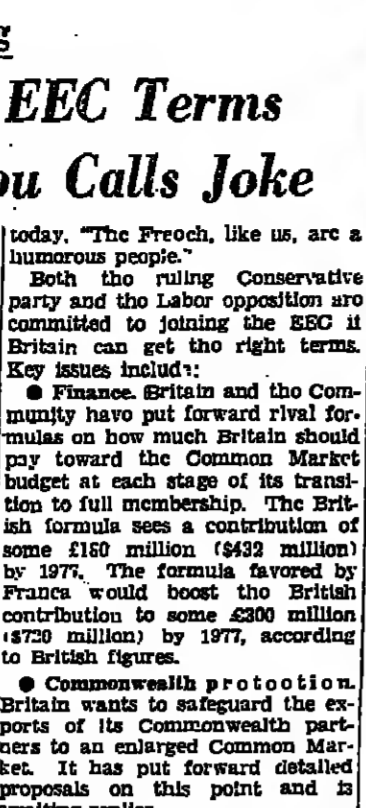 EEC Terms
ou Calls Joke
today. "The French, like us, are a
humorous people."
Both the ruling Conservative
party and the Labor opposition are
committed to joining the EEC if
Britain can get the right terms.
Key issues include:
● Finance. Britain and the Com-
munity have put forward rival for-
mulas on how much Britain should
pay toward the Common Market
budget at each stage of its transi-
tion to full membership. The Brit-
ish formula sees a contribution of
some £180 million ($432 million)
by 1977. The formula favored by
France would boost the British
contribution to some £300 million
($720 million) by 1977, according
to British figures.
● Commonwealth protection.
Britain wants to safeguard the ex-
ports of its Commonwealth part-
ners to an enlarged Common Mar-
ket. It has put forward detailed
proposals on this point and is